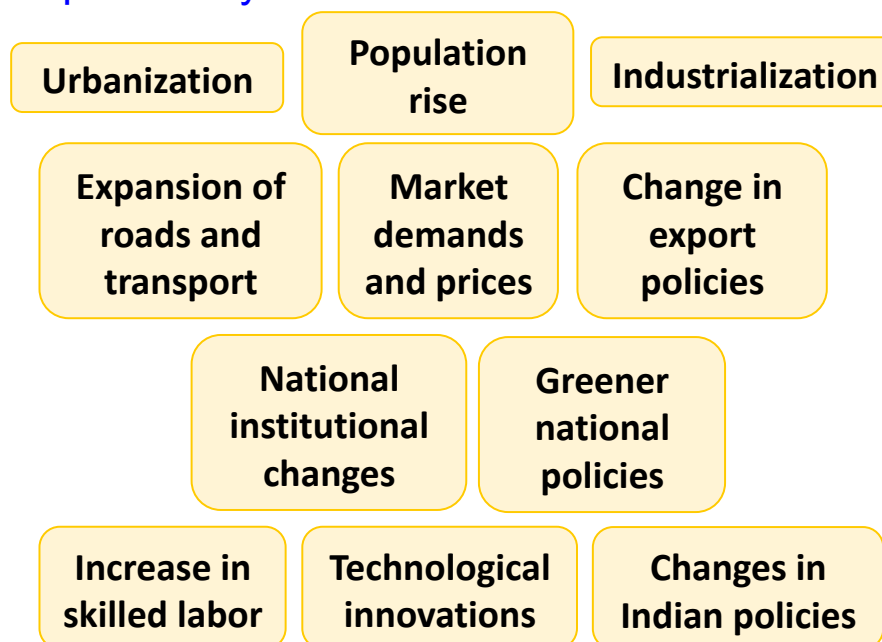 Urbanization
Population
rise
Industrialization
Expansion of
roads and
transport
Market
demands
and prices
Change in
export
policies
National
institutional
changes
Greener
national
policies
Increase in
skilled labor
Technological
innovations
Changes in
Indian policies